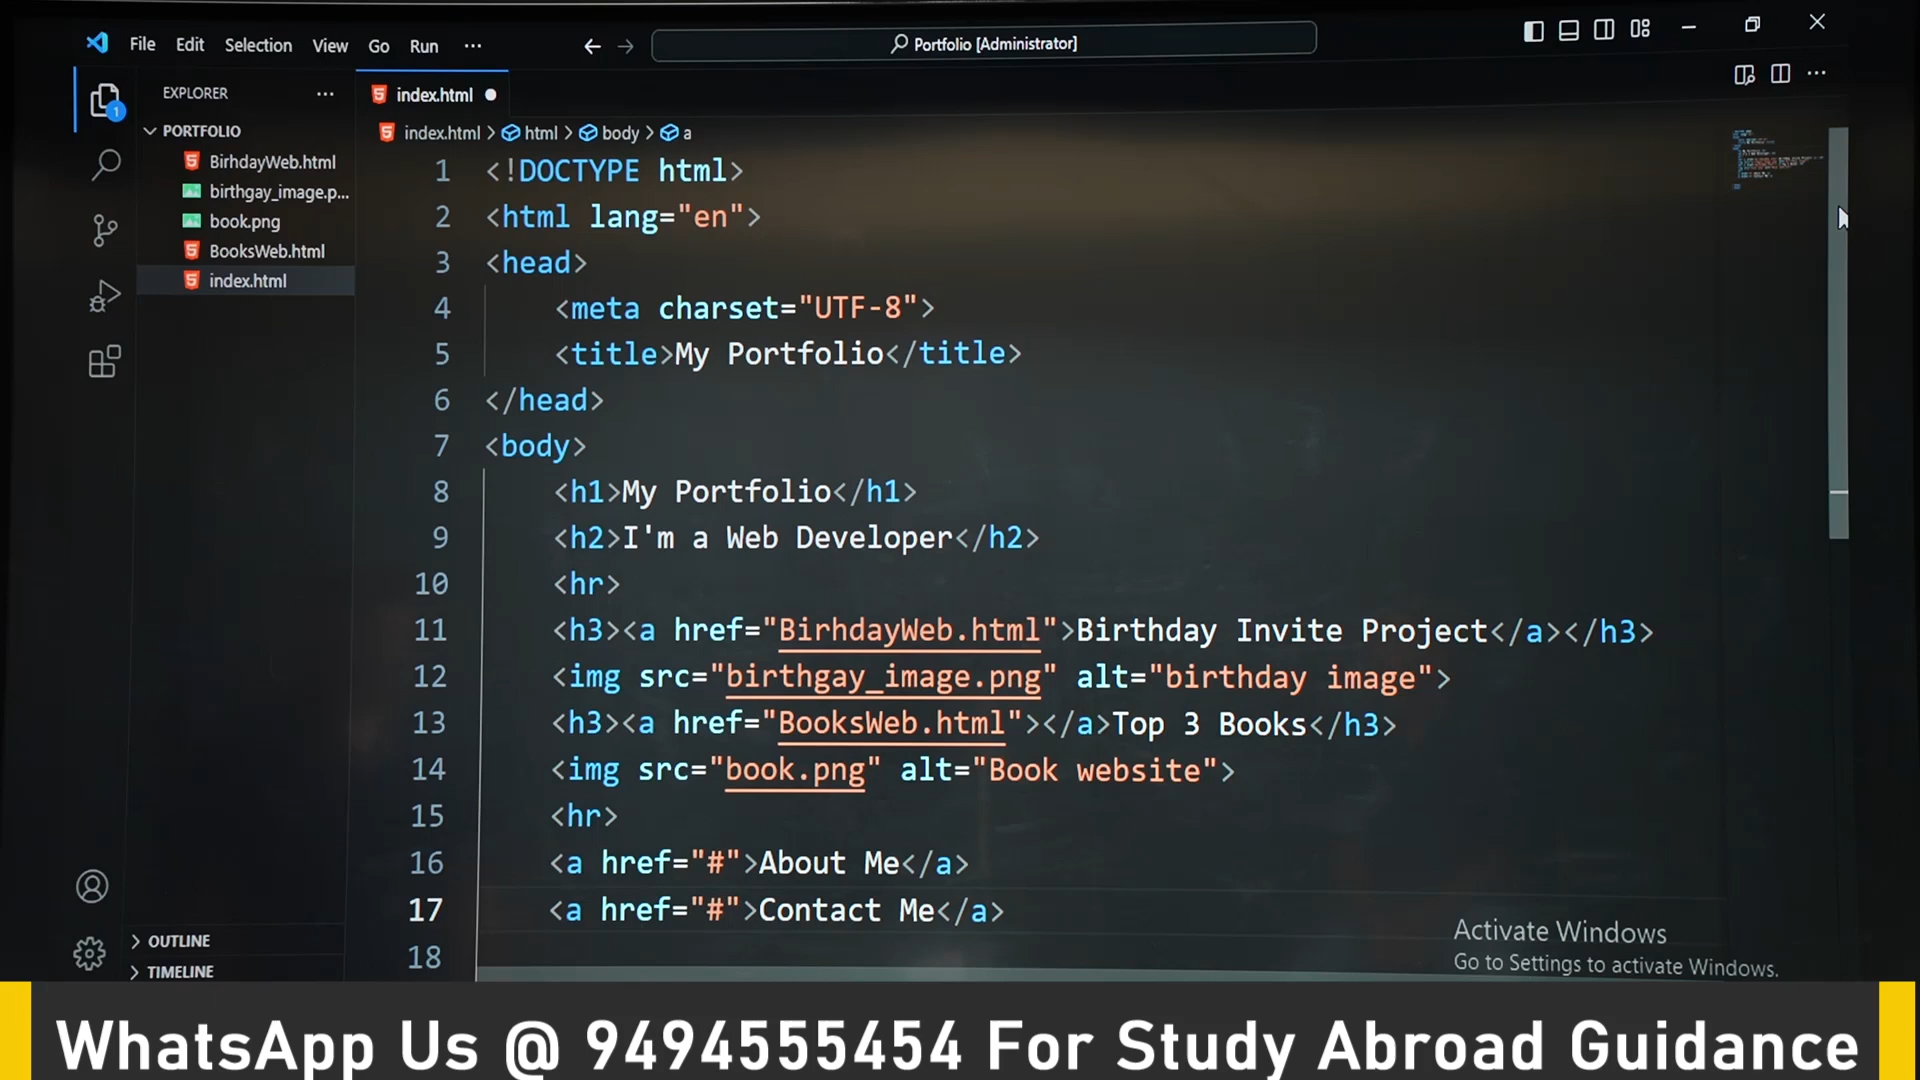 File Edit Selection View Go Run ···
Portfolio [Administrator]
EXPLORER ···
1
index.html
PORTFOLIO
BirhdayWeb.html
birthgay_image.p...
book.png
BooksWeb.html
index.html
OUTLINE
TIMELINE
index.html > html > body > a
1 <!DOCTYPE html>
2 <html lang="en">
3 <head>
4 <meta charset="UTF-8">
5 <title>My Portfolio</title>
6 </head>
7 <body>
8 <h1>My Portfolio</h1>
9 <h2>I'm a Web Developer</h2>
10 <hr>
11 <h3><a href="BirhdayWeb.html">Birthday Invite Project</a></h3>
12 <img src="birthgay_image.png" alt="birthday image">
13 <h3><a href="BooksWeb.html"></a>Top 3 Books</h3>
14 <img src="book.png" alt="Book website">
15 <hr>
16 <a href="#">About Me</a>
17 <a href="#">Contact Me</a>
18
Activate Windows
Go to Settings to activate Windows.
WhatsApp Us @ 9494555454 For Study Abroad Guidance